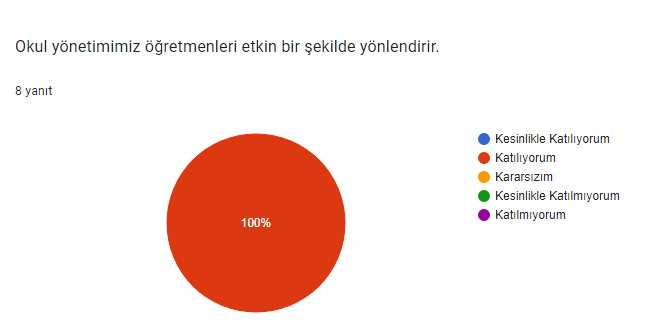 Okul yönetimimiz öğretmenleri etkin bir şekilde yönlendirir.
8 yanıt
Kesinlikle Katılıyorum
Katılıyorum
Kararsızım
Kesinlikle Katılmıyorum
Katılmıyorum
100%